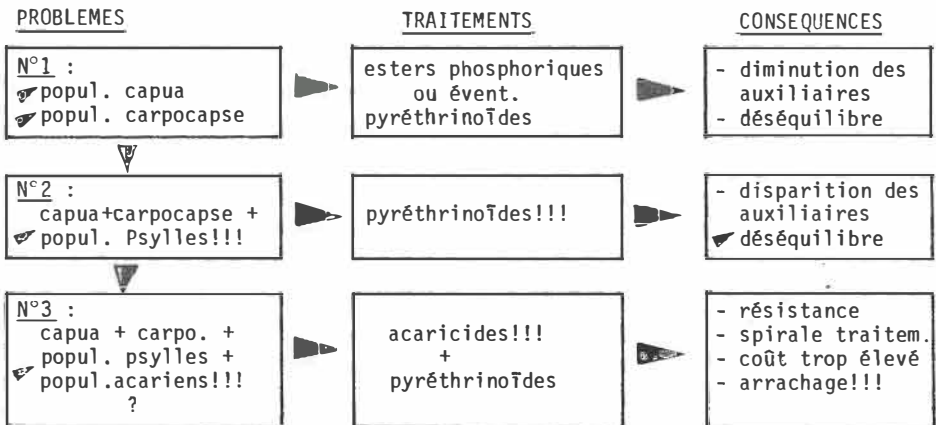 PROBLEMES
TRAITEMENTS
CONSEQUENCES
N°1 :
popul. capua
popul. carpocapse
esters phosphoriques
ou évent.
pyréthrinoïdes
- diminution des
auxiliaires
- déséquilibre
N°2 :
capua+carpocapse +
popul. Psylles!!!
pyréthrinoïdes!!!
- disparition des
auxiliaires
déséquilibre
N°3 :
capua + carpo. +
popul. psylles +
popul.acariens!!!
?
acaricides!!!
+
pyréthrinoïdes
- résistance
- spirale traitem.
- coût trop élevé
- arrachage!!!